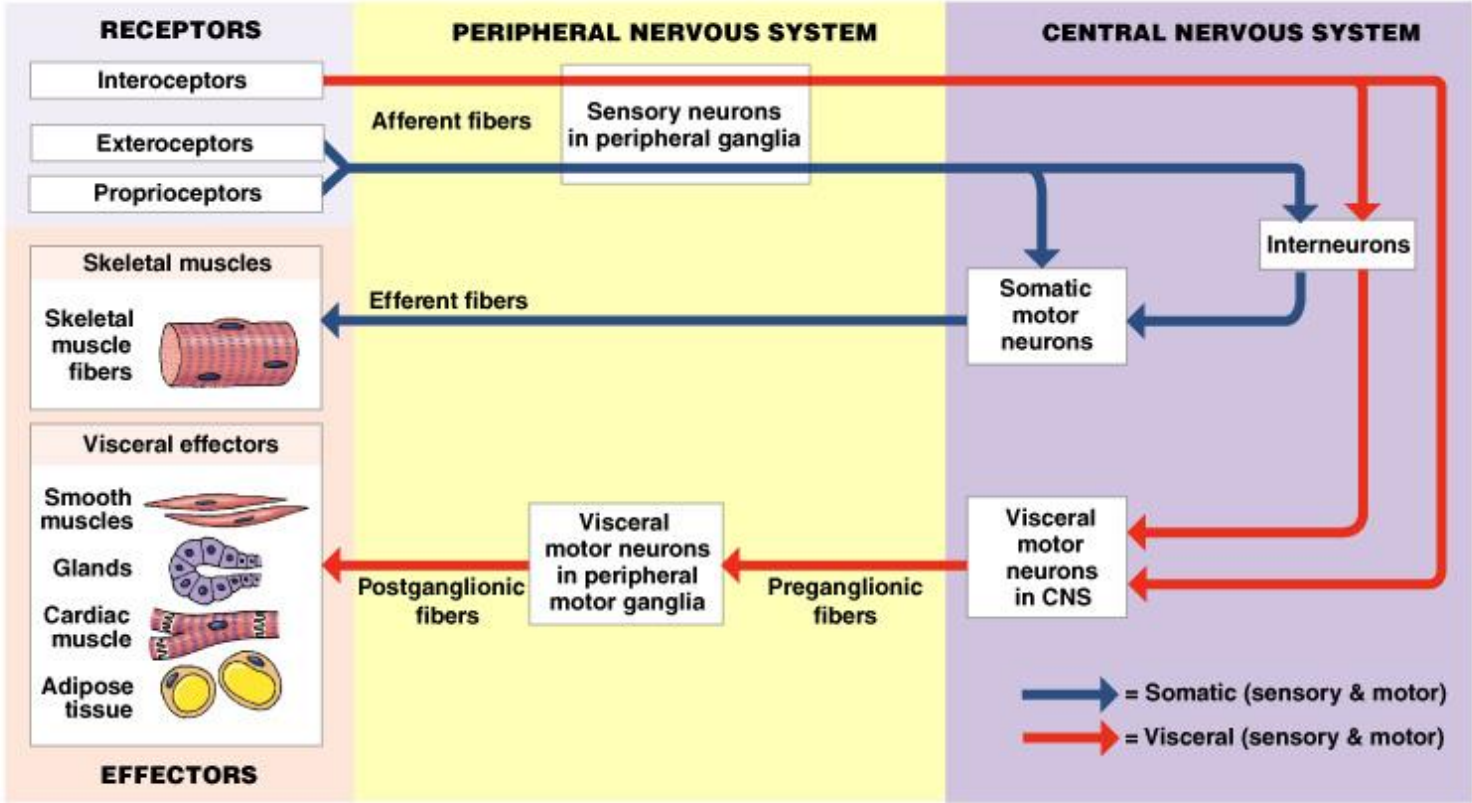 RECEPTORS
PERIPHERAL NERVOUS SYSTEM
CENTRAL NERVOUS SYSTEM
Interoceptors
Exteroceptors
Proprioceptors
Afferent fibers
Sensory neurons
in peripheral ganglia
Interneurons
Skeletal muscles
Skeletal
muscle
fibers
Efferent fibers
Somatic
motor
neurons
Visceral effectors
Smooth
muscles
Glands
Cardiac
muscle
Adipose
tissue
Postganglionic
fibers
Visceral
motor neurons
in peripheral
motor ganglia
Preganglionic
fibers
Visceral
motor
neurons
in CNS
= Somatic (sensory & motor)
= Visceral (sensory & motor)
EFFECTORS